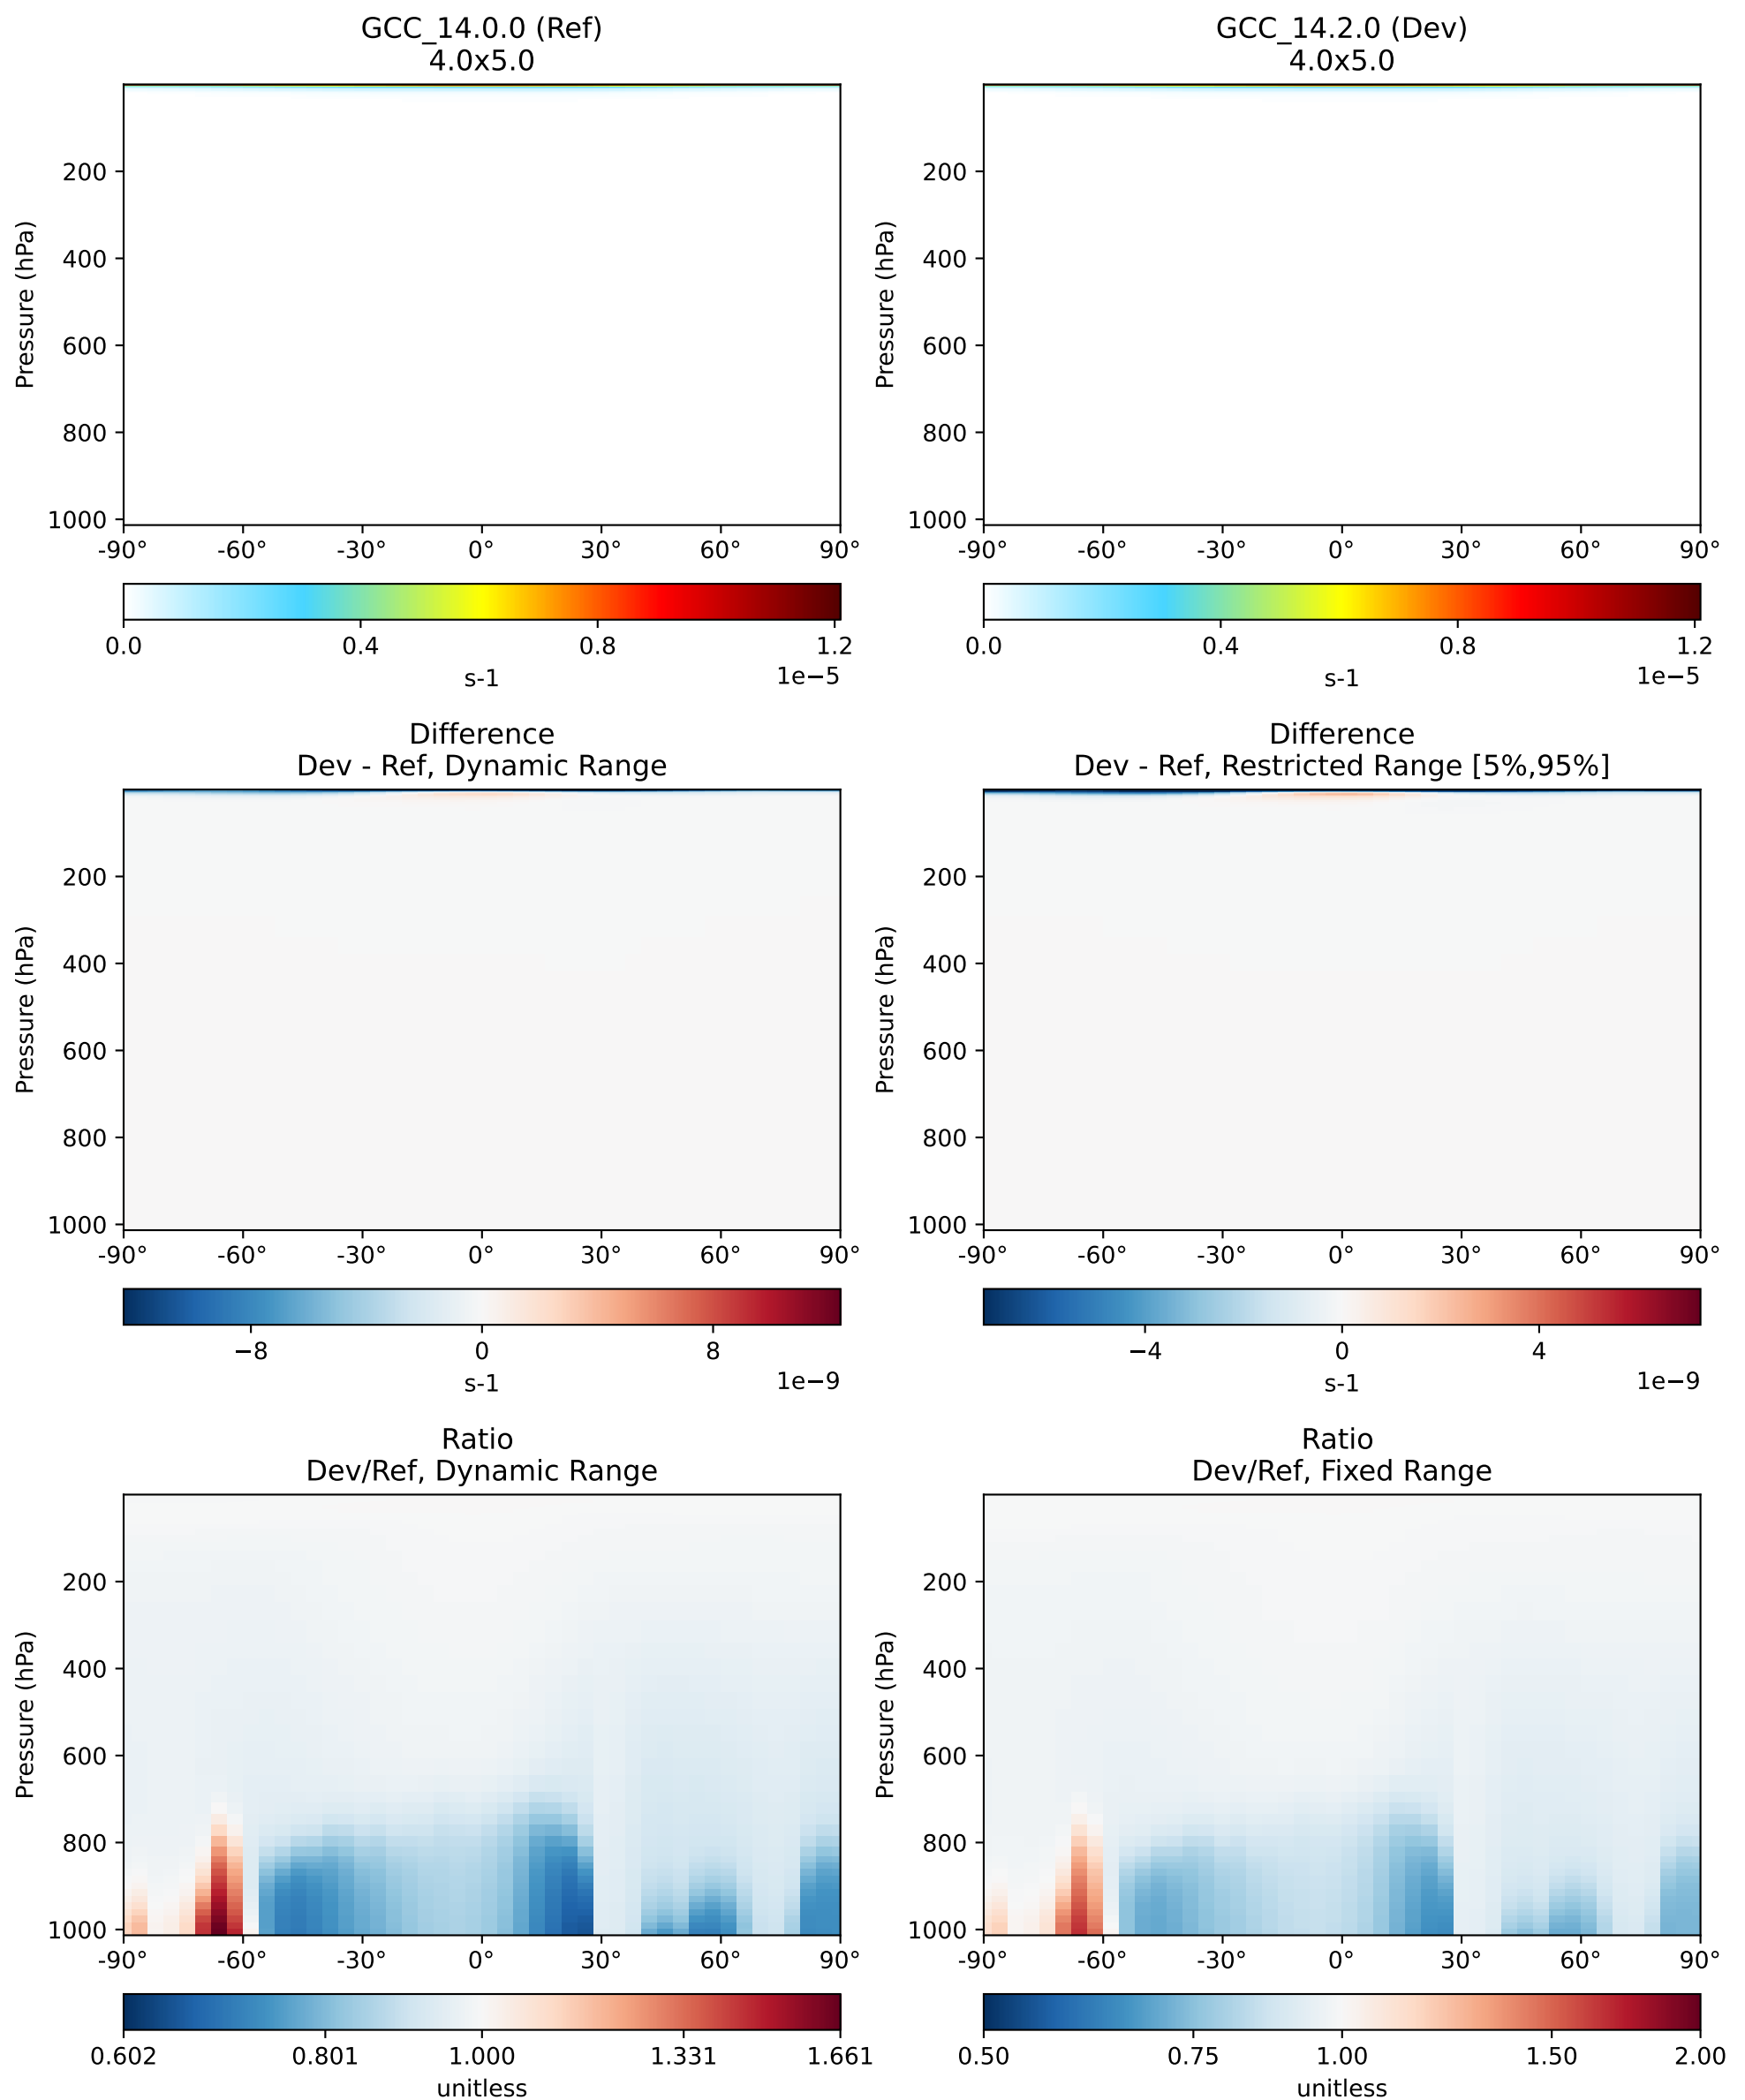 GCC_14.0.0 (Ref)
4.0x5.0
GCC_14.2.0 (Dev)
4.0x5.0
Pressure (hPa)
200
400
600
800
1000
-90° -60° -30° 0° 30° 60° 90°
0.0 0.4 0.8 1.2
s-1
1e−5
Pressure (hPa)
200
400
600
800
1000
-90° -60° -30° 0° 30° 60° 90°
0.0 0.4 0.8 1.2
s-1
1e−5
Difference
Dev - Ref, Dynamic Range
Pressure (hPa)
200
400
600
800
1000
-90° -60° -30° 0° 30° 60° 90°
−8 0 8
s-1
1e−9
Difference
Dev - Ref, Restricted Range [5%,95%]
Pressure (hPa)
200
400
600
800
1000
-90° -60° -30° 0° 30° 60° 90°
−4 0 4
s-1
1e−9
Ratio
Dev/Ref, Dynamic Range
Pressure (hPa)
200
400
600
800
1000
-90° -60° -30° 0° 30° 60° 90°
0.602 0.801 1.000 1.331 1.661
unitless
Ratio
Dev/Ref, Fixed Range
Pressure (hPa)
200
400
600
800
1000
-90° -60° -30° 0° 30° 60° 90°
0.50 0.75 1.00 1.50 2.00
unitless